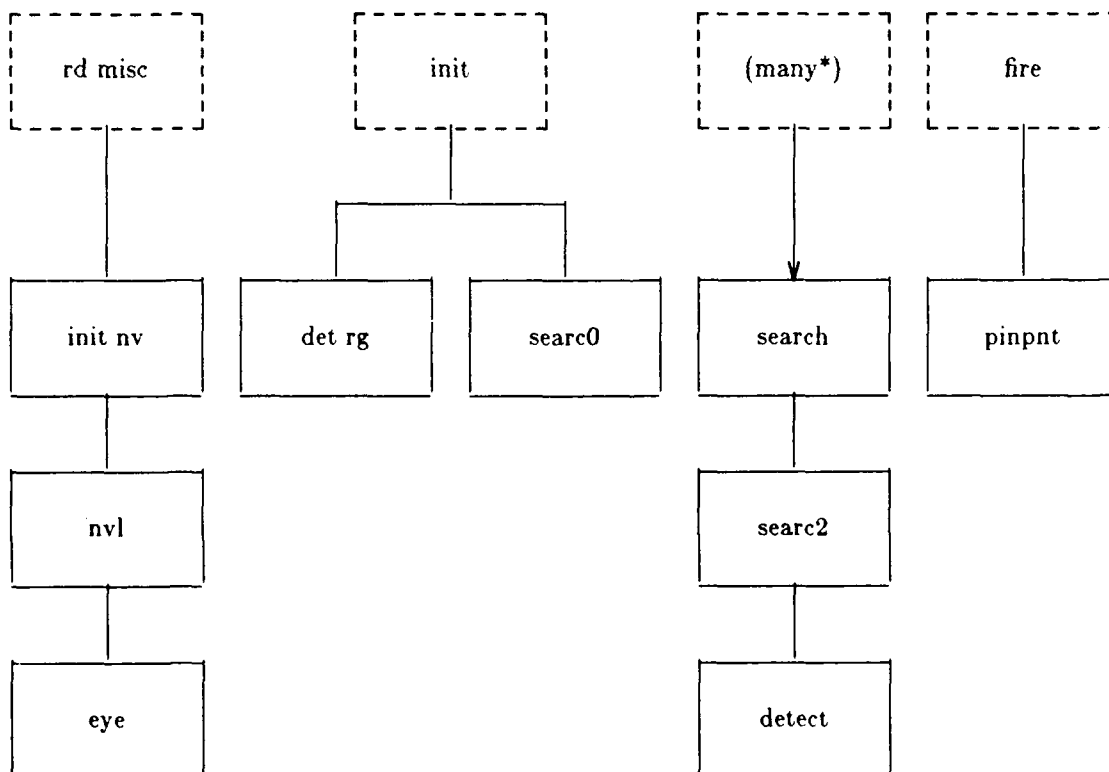 rd misc
init
(many*)
fire
init nv
det rg
searc0
search
pinpnt
nvl
searc2
eye
detect